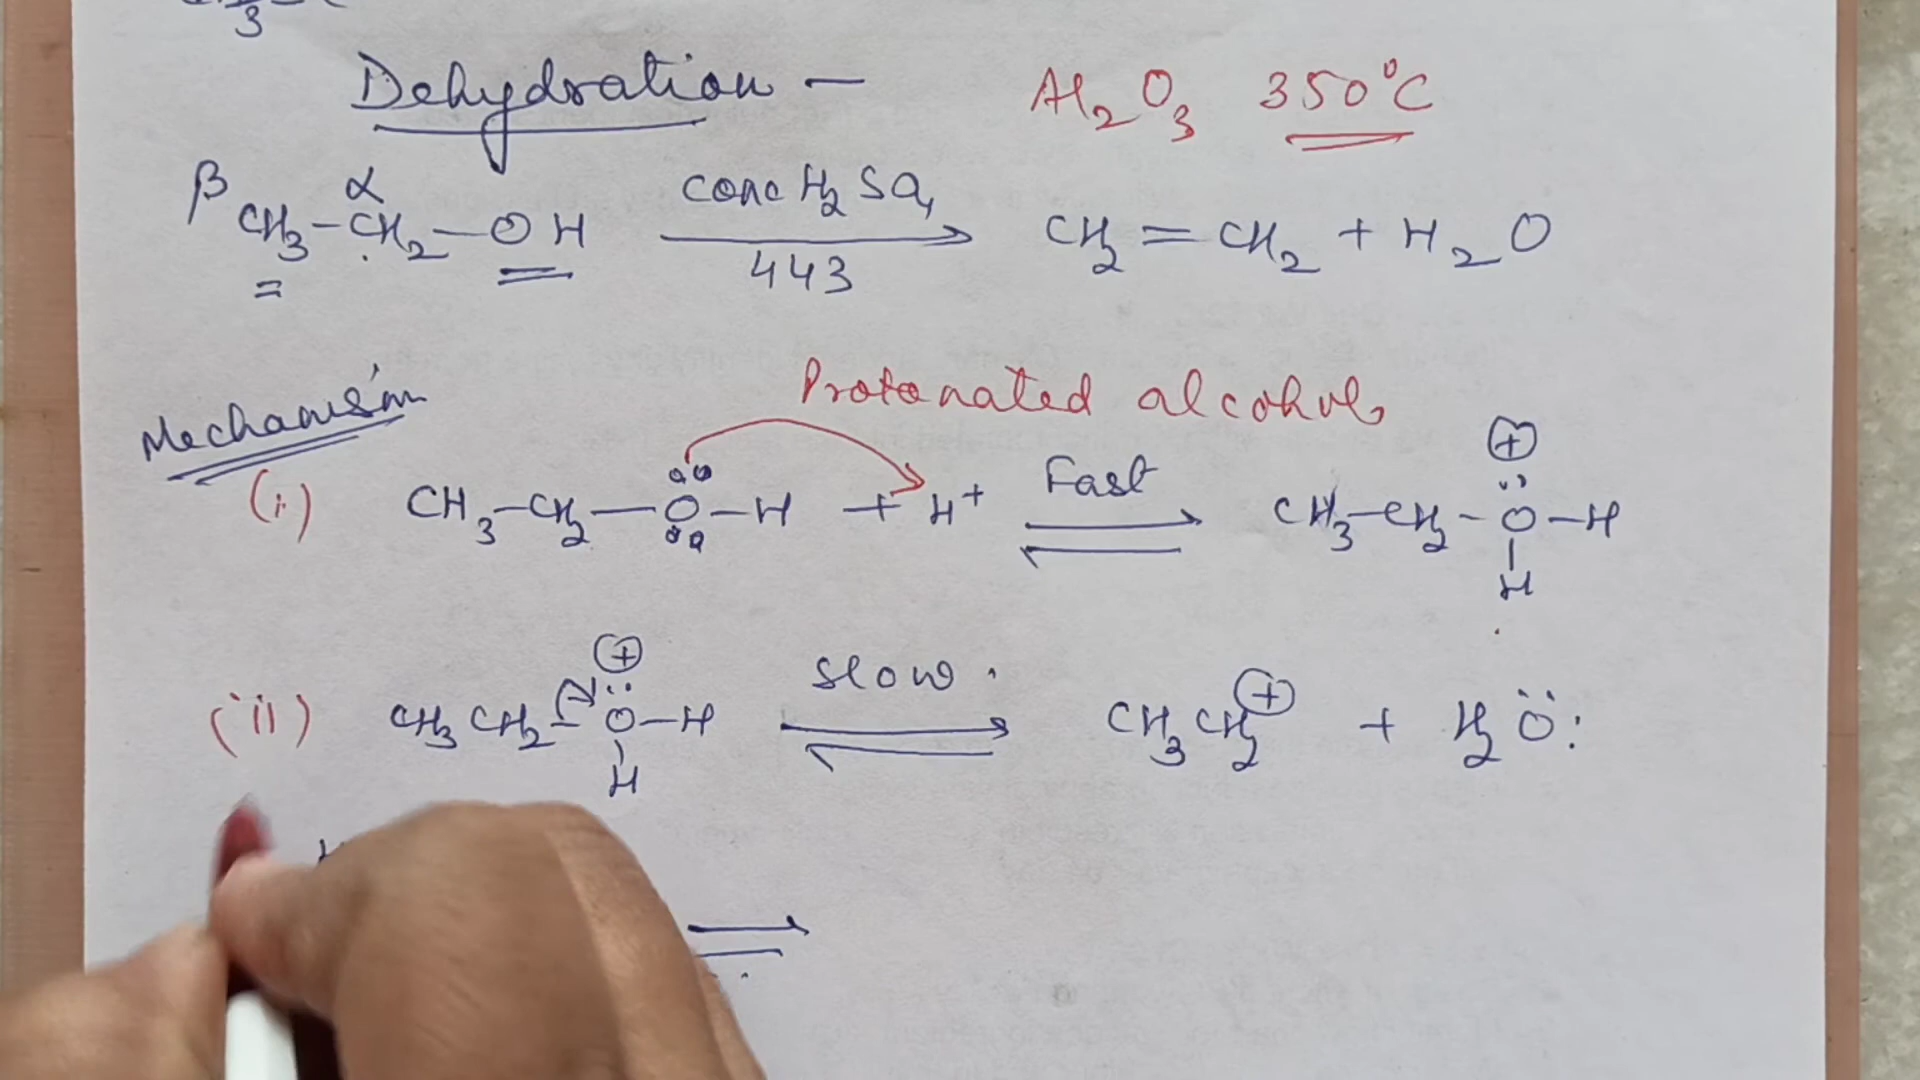 3
Dehydration — Al₂O₃ 350°C
β α
CH₃-CH₂-OH conc H₂SO₄ → CH₂=CH₂ + H₂O
443
Mechanism
Protonated alcohol
(i) CH₃-CH₂-O-H + H⁺ Fast ⇌ CH₃-CH₂-O-H
⊕
H
(ii) CH₃CH₂-O-H slow ⇌ CH₃CH₂⊕ + H₂O:
⊕
H
⇌